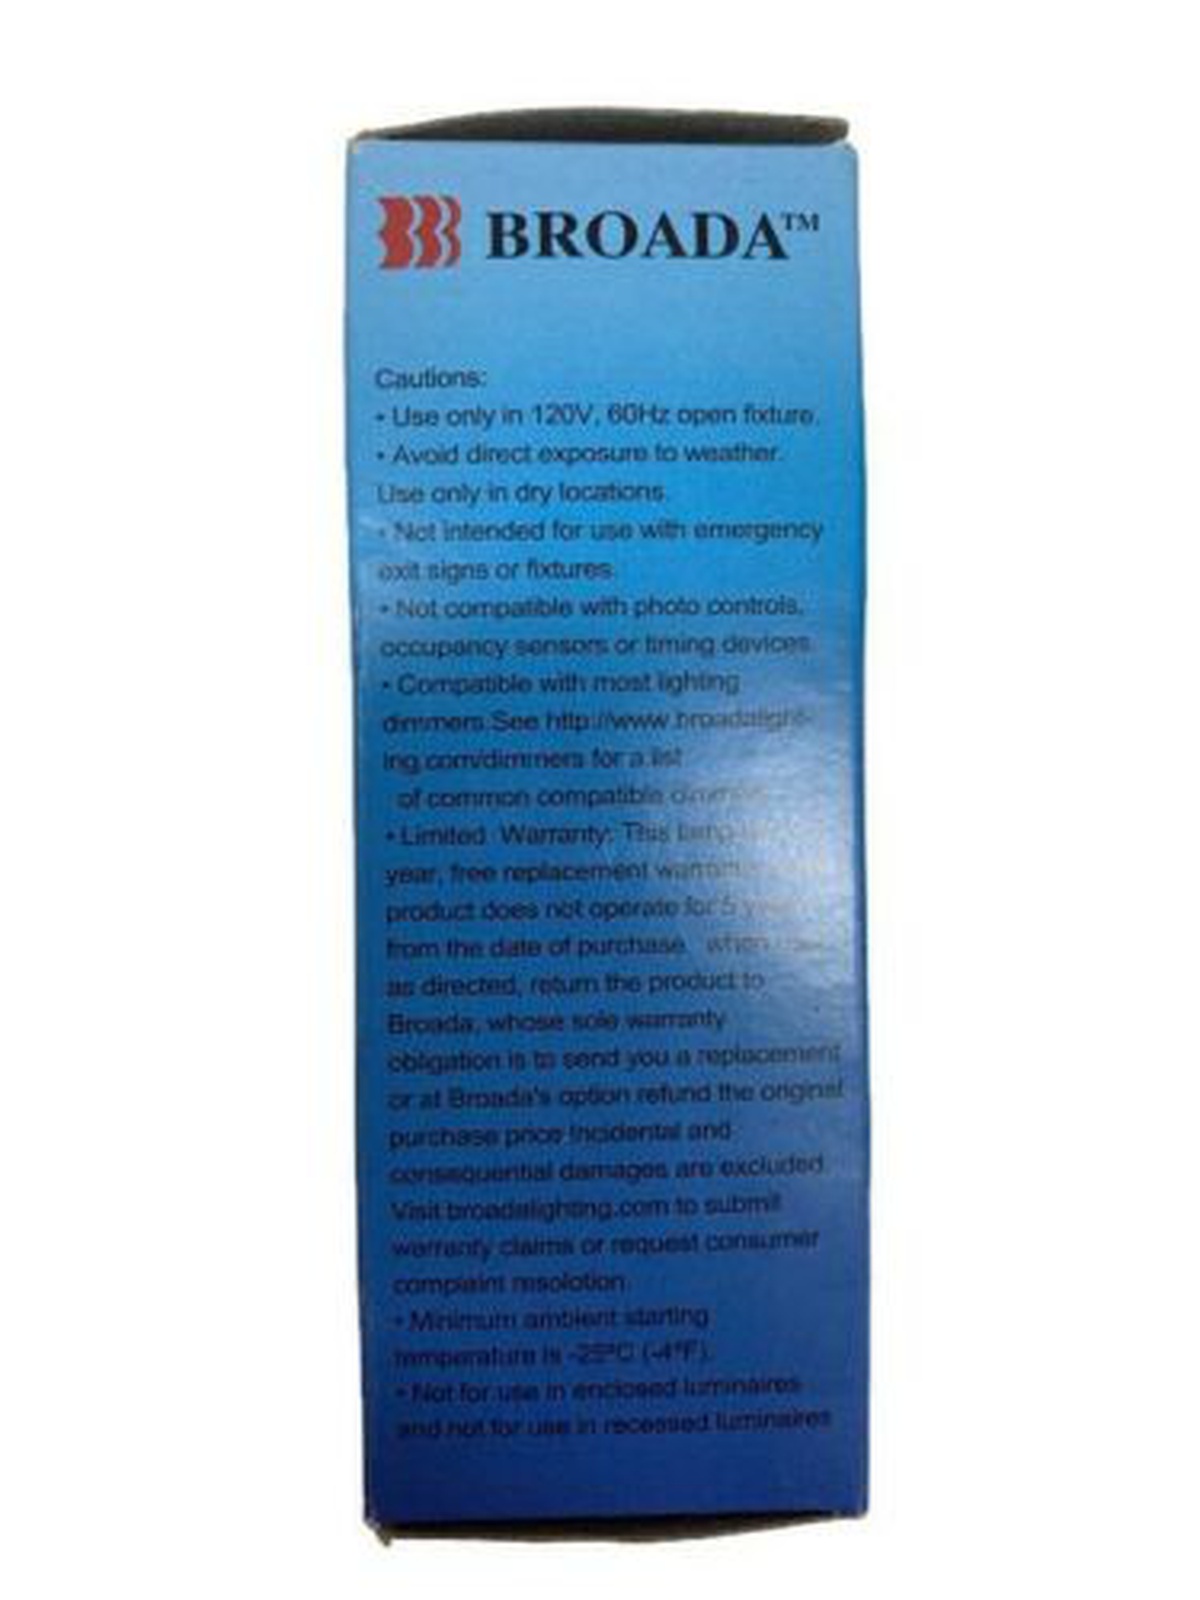 BROADA™
Cautions:
• Use only in 120V, 60Hz open fixture.
• Avoid direct exposure to weather.
Use only in dry locations.
• Not intended for use with emergency
exit signs or fixtures.
• Not compatible with photo controls,
occupancy sensors or timing devices.
• Compatible with most lighting
dimmers.See http://www.broadalight-
ing.com/dimmers for a list
of common compatible
• Limited Warranty: This lamp
year, free replacement
product does not operate for 5
from the date of purchase, when
as directed, return the product to
Broada, whose sole warranty
obligation is to send you a replacement
or at Broada's option refund the original
purchase price Incidental and
consequential damages are excluded.
Visit broadalighting.com to submit
warranty claims or request consumer
complaint resolotion.
• Minimum ambient starting
temperature is -25ºC (-4ºF).
• Not for use in enclosed luminaires
and not for use in recessed luminaires